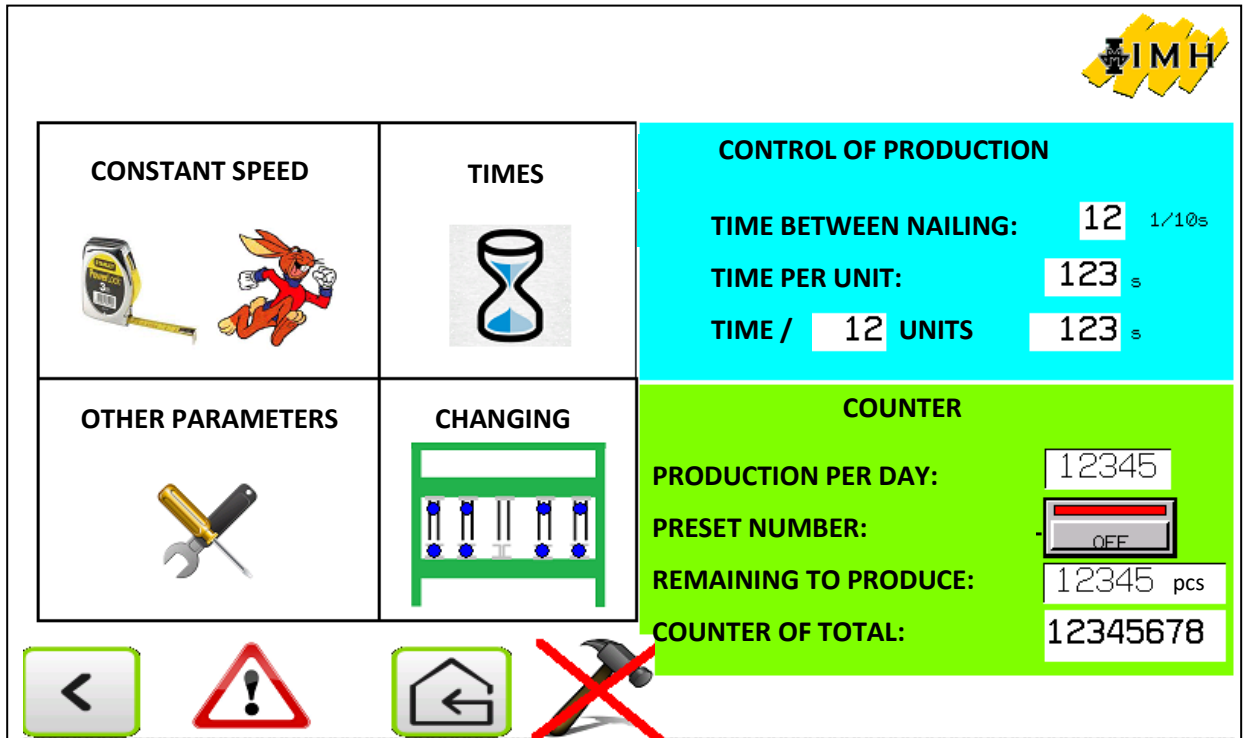 IMH
CONSTANT SPEED
TIMES
CONTROL OF PRODUCTION
TIME BETWEEN NAILING: 12 1/10s
TIME PER UNIT: 123 s
TIME / 12 UNITS 123 s
OTHER PARAMETERS
CHANGING
COUNTER
PRODUCTION PER DAY: 12345
PRESET NUMBER: OFF
REMAINING TO PRODUCE: 12345 pcs
COUNTER OF TOTAL: 12345678